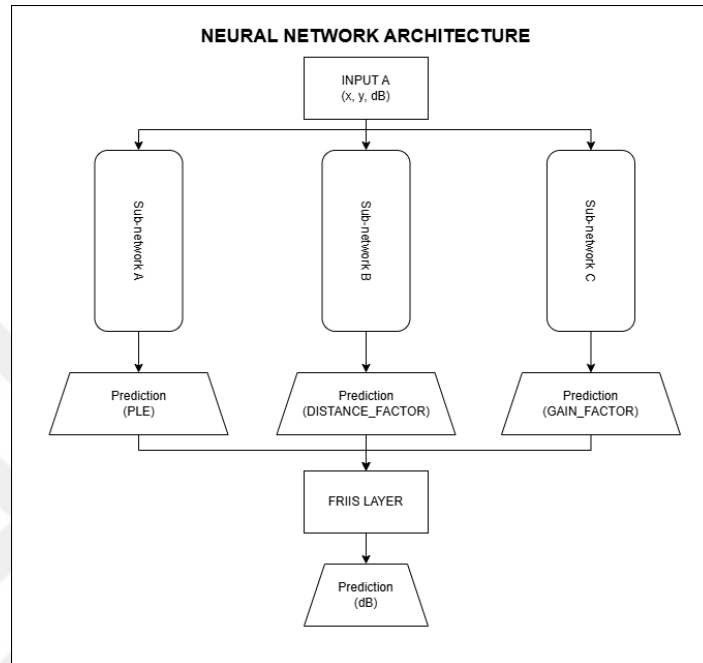 NEURAL NETWORK ARCHITECTURE
INPUT A
(x, y, dB)
Sub-network A
Sub-network B
Sub-network C
Prediction
(PLE)
Prediction
(DISTANCE_FACTOR)
Prediction
(GAIN_FACTOR)
FRIIS LAYER
Prediction
(dB)